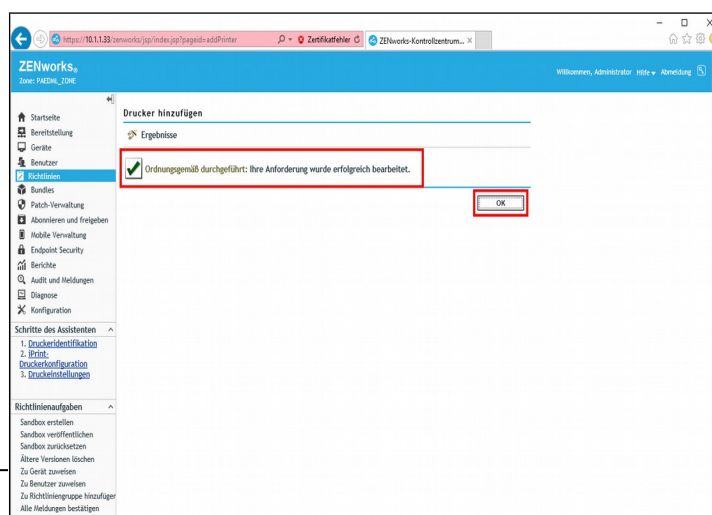 https://10.1.1.33/zenworks/jsp/index.jsp?pageid=addPrinter
Zertifikatfehler
ZENworks-Kontrollzentrum...
ZENworks®
Zone: PAEDML_ZONE
Willkommen, Administrator Hilfe Abmeldung
Startseite
Bereitstellung
Geräte
Benutzer
Richtlinien
Bundles
Patch-Verwaltung
Abonnieren und freigeben
Mobile Verwaltung
Endpoint Security
Berichte
Audit und Meldungen
Diagnose
Konfiguration
Schritte des Assistenten
1. Druckeridentifikation
2. iPrint-
Druckerkonfiguration
3. Druckeinstellungen
Richtlinienaufgaben
Sandbox erstellen
Sandbox veröffentlichen
Sandbox zurücksetzen
Ältere Versionen löschen
Zu Gerät zuweisen
Zu Benutzer zuweisen
Zu Richtliniengruppe hinzufüger
Alle Meldungen bestätigen
Drucker hinzufügen
Ergebnisse
Ordnungsgemäß durchgeführt: Ihre Anforderung wurde erfolgreich bearbeitet.
OK